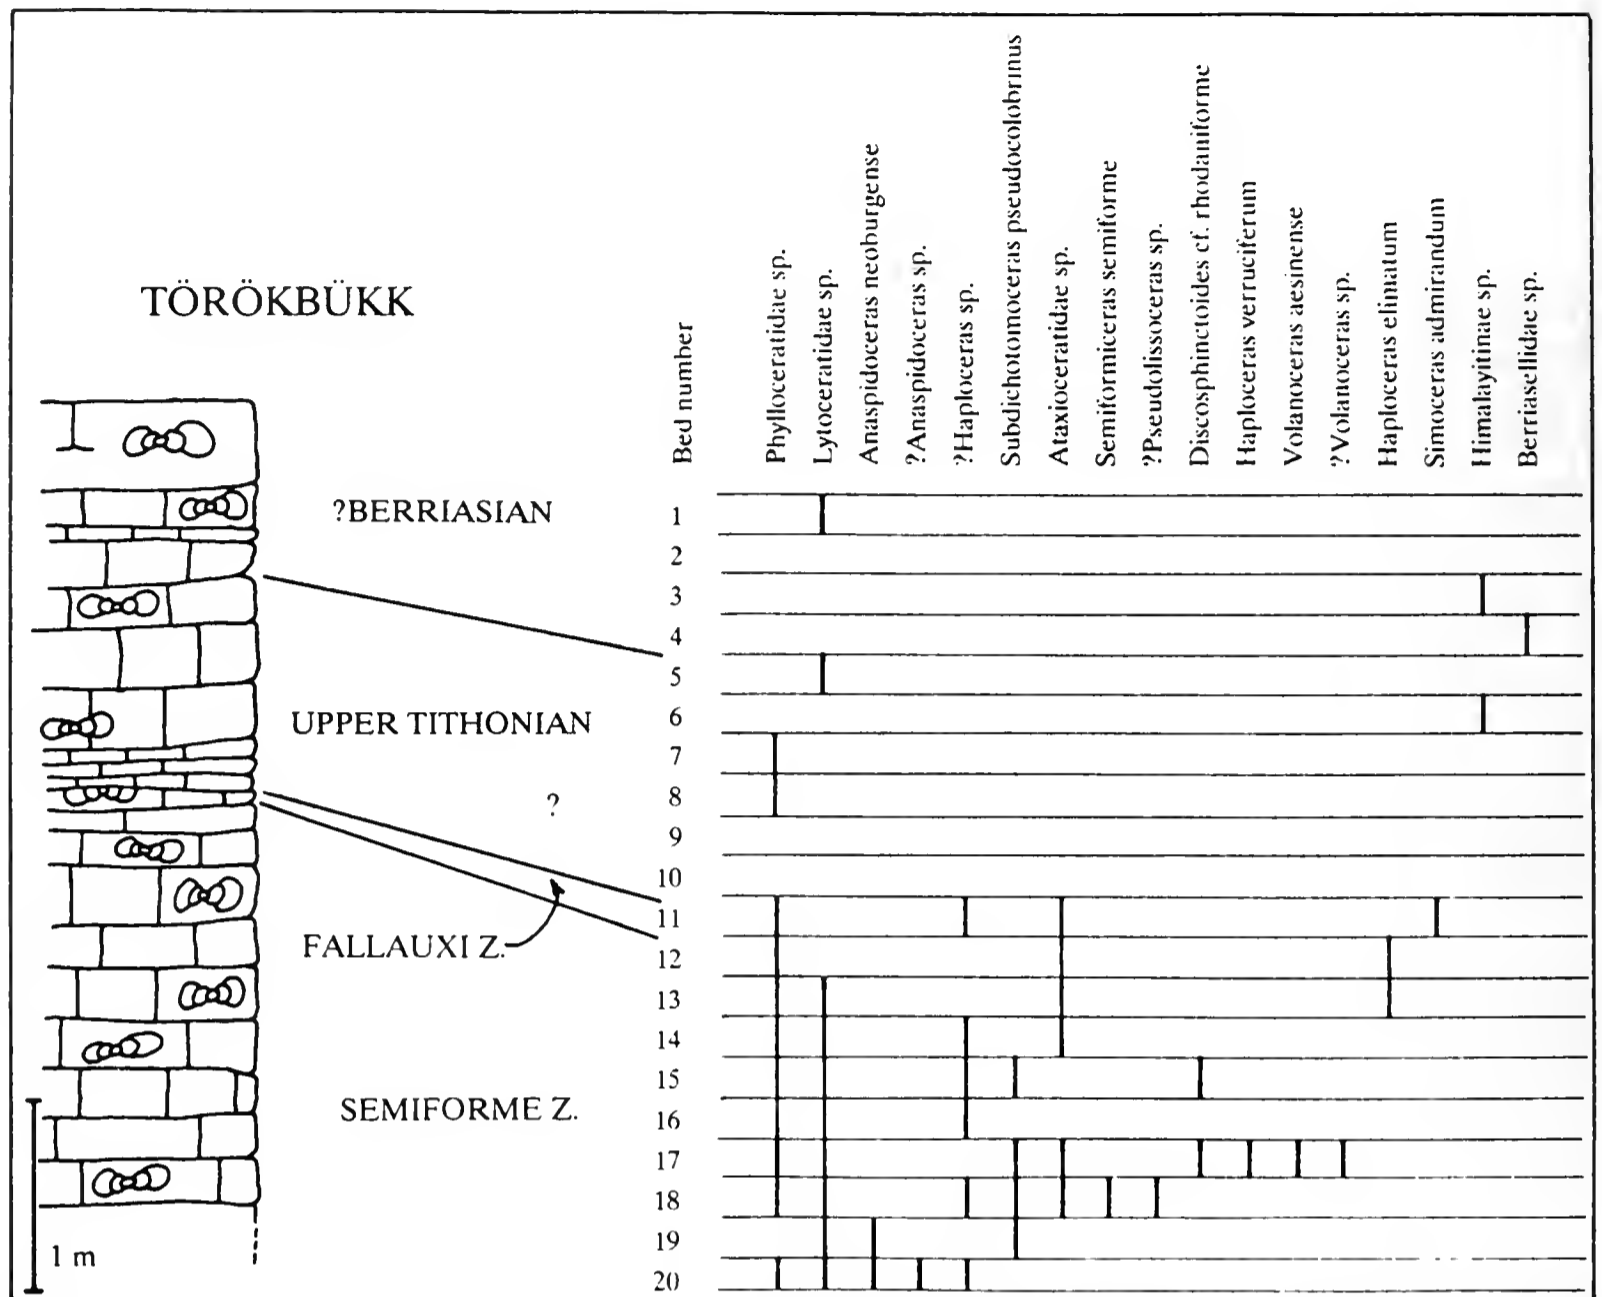 TÖRÖKBÜKK
Bed number
Phylloceratidae sp.
Lytoceratidae sp.
Anaspidoceras neoburgense
?Anaspidoceras sp.
?Haploceras sp.
Subdichotomoceras pseudocolobrinus
Ataxioceratidae sp.
Semiformiceras semiforme
?Pseudolissoceras sp.
Discosphinctoides cf. rhodaniforme
Haploceras verruciferum
Volanoceras aesinense
?Volanoceras sp.
Haploceras elimatum
Simoceras admirandum
Himalayitinae sp.
Berriasellidae sp.
?BERRIASIAN
UPPER TITHONIAN
?
FALLAUXI Z.
SEMIFORME Z.
1 m
1
2
3
4
5
6
7
8
9
10
11
12
13
14
15
16
17
18
19
20